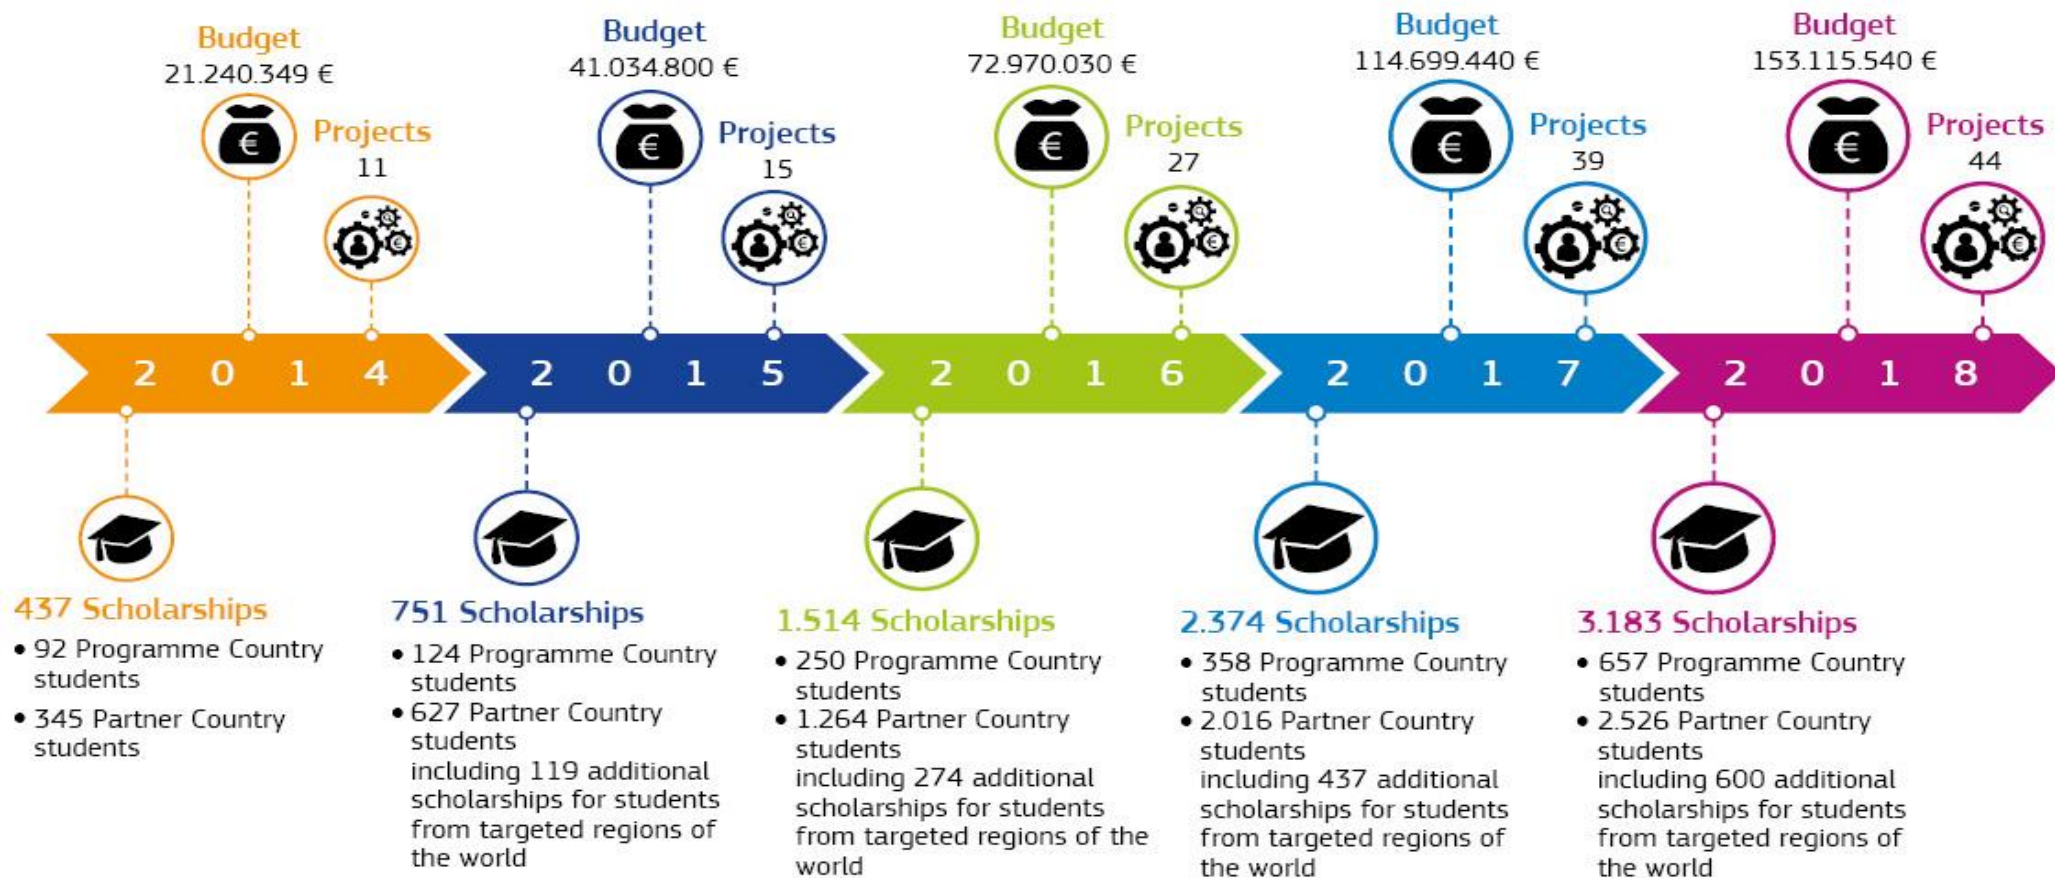 Budget
21.240.349 €
Projects
11
Budget
41.034.800 €
Projects
15
Budget
72.970.030 €
Projects
27
Budget
114.699.440 €
Projects
39
Budget
153.115.540 €
Projects
44
2 0 1 4
2 0 1 5
2 0 1 6
2 0 1 7
2 0 1 8
437 Scholarships
• 92 Programme Country
students
• 345 Partner Country
students
751 Scholarships
• 124 Programme Country
students
• 627 Partner Country
students
including 119 additional
scholarships for students
from targeted regions of
the world
1.514 Scholarships
• 250 Programme Country
students
• 1.264 Partner Country
students
including 274 additional
scholarships for students
from targeted regions of the
world
2.374 Scholarships
• 358 Programme Country
students
• 2.016 Partner Country
students
including 437 additional
scholarships for students
from targeted regions of
the world
3.183 Scholarships
• 657 Programme Country
students
• 2.526 Partner Country
students
including 600 additional
scholarships for students
from targeted regions of
the world